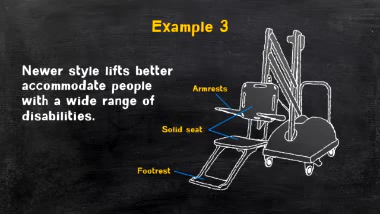 Example 3
Newer style lifts better
accommodate people
with a wide range of
disabilities.
Armrests
Solid seat
Footrest